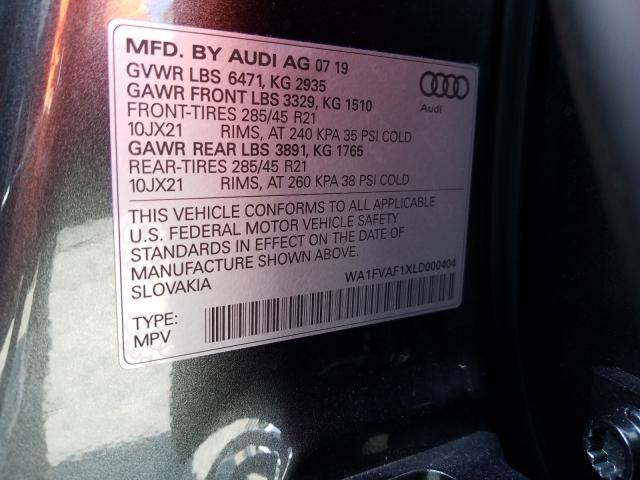 MFD. BY AUDI AG 07 19
GVWR LBS 6471, KG 2935
GAWR FRONT LBS 3329, KG 1510
FRONT-TIRES 285/45 R21
10JX21 RIMS, AT 240 KPA 35 PSI COLD
GAWR REAR LBS 3891, KG 1765
REAR-TIRES 285/45 R21
10JX21 RIMS, AT 260 KPA 38 PSI COLD
Audi
THIS VEHICLE CONFORMS TO ALL APPLICABLE
U.S. FEDERAL MOTOR VEHICLE SAFETY
STANDARDS IN EFFECT ON THE DATE OF
MANUFACTURE SHOWN ABOVE.
SLOVAKIA
WA1FVAF1XLD000404
TYPE:
MPV